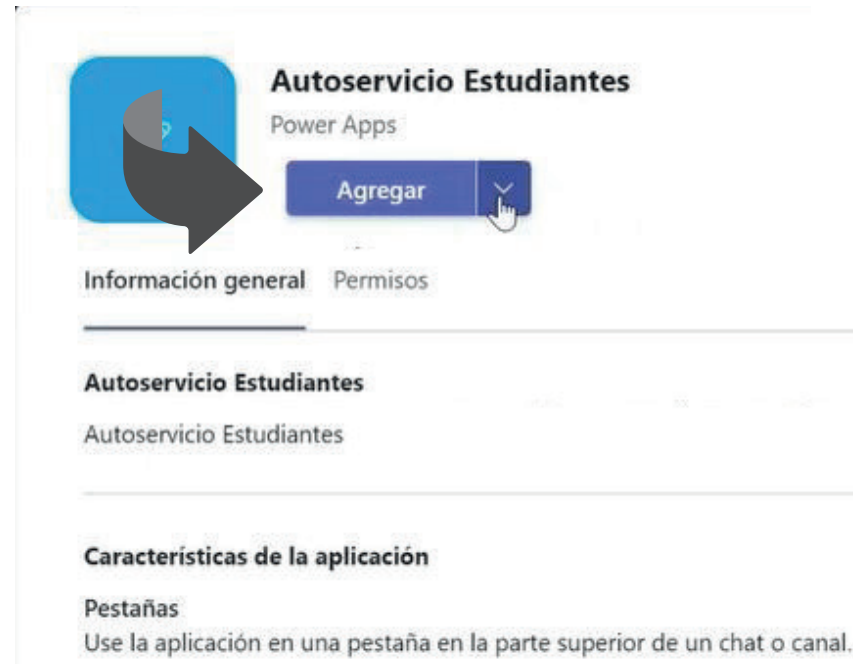 Autoservicio Estudiantes
Power Apps
Agregar
Información general Permisos
Autoservicio Estudiantes
Autoservicio Estudiantes
Características de la aplicación
Pestañas
Use la aplicación en una pestaña en la parte superior de un chat o canal.